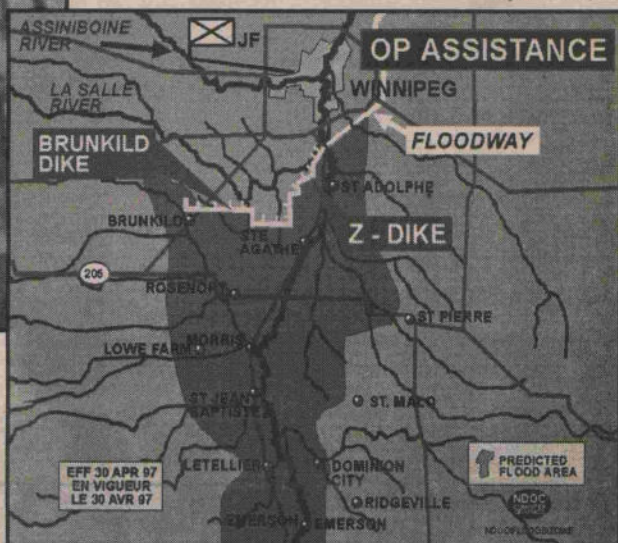 ASSINIBOINE
RIVER
JF
OP ASSISTANCE
LA SALLE
RIVER
WINNIPEG
BRUNKILD
DIKE
FLOODWAY
ST ADOLPHE
BRUNKILD
STE
AGATHE
Z - DIKE
205
ROSENORT
ST PIERRE
MORRIS
LOWE FARM
ST JEAN
BAPTISTE
ST. MALO
EFF 30 APR 97
EN VIGUEUR
LE 30 AVR 97
LETELLIER
DOMINION
CITY
PREDICTED
FLOOD AREA
NDOC
RIDGEVILLE
EMERSON
EMERSON